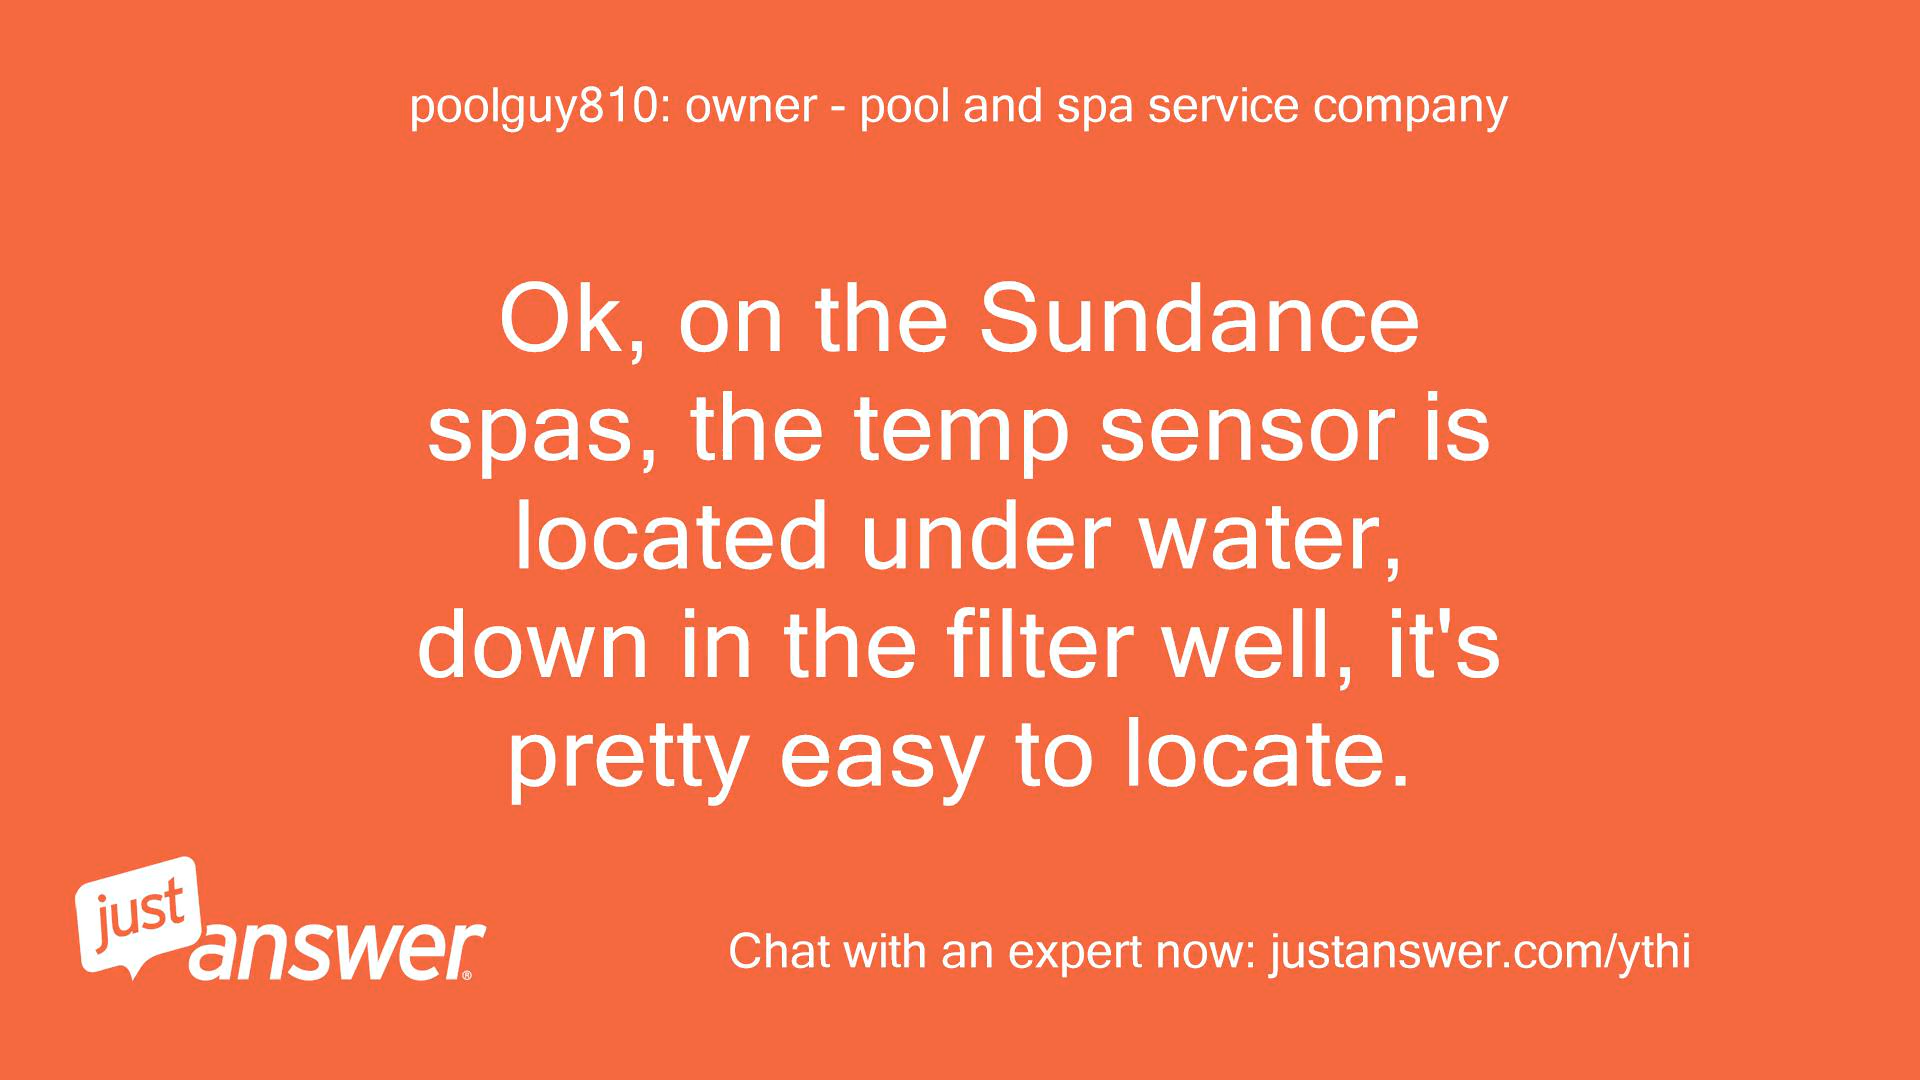 poolguy810: owner - pool and spa service company
Ok, on the Sundance
spas, the temp sensor is
located under water,
down in the filter well, it's
pretty easy to locate.
just
answer®
Chat with an expert now: justanswer.com/ythi